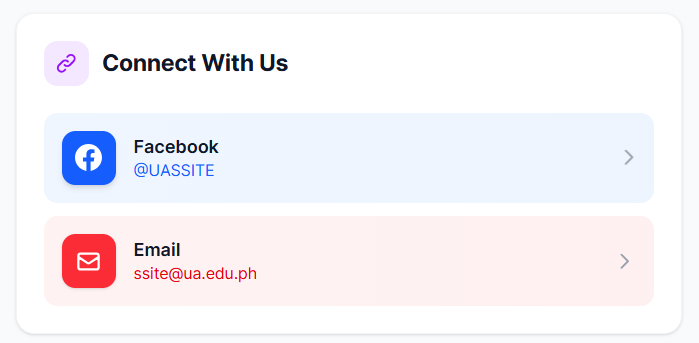 Connect With Us
Facebook
@UASSITE
Email
ssite@ua.edu.ph